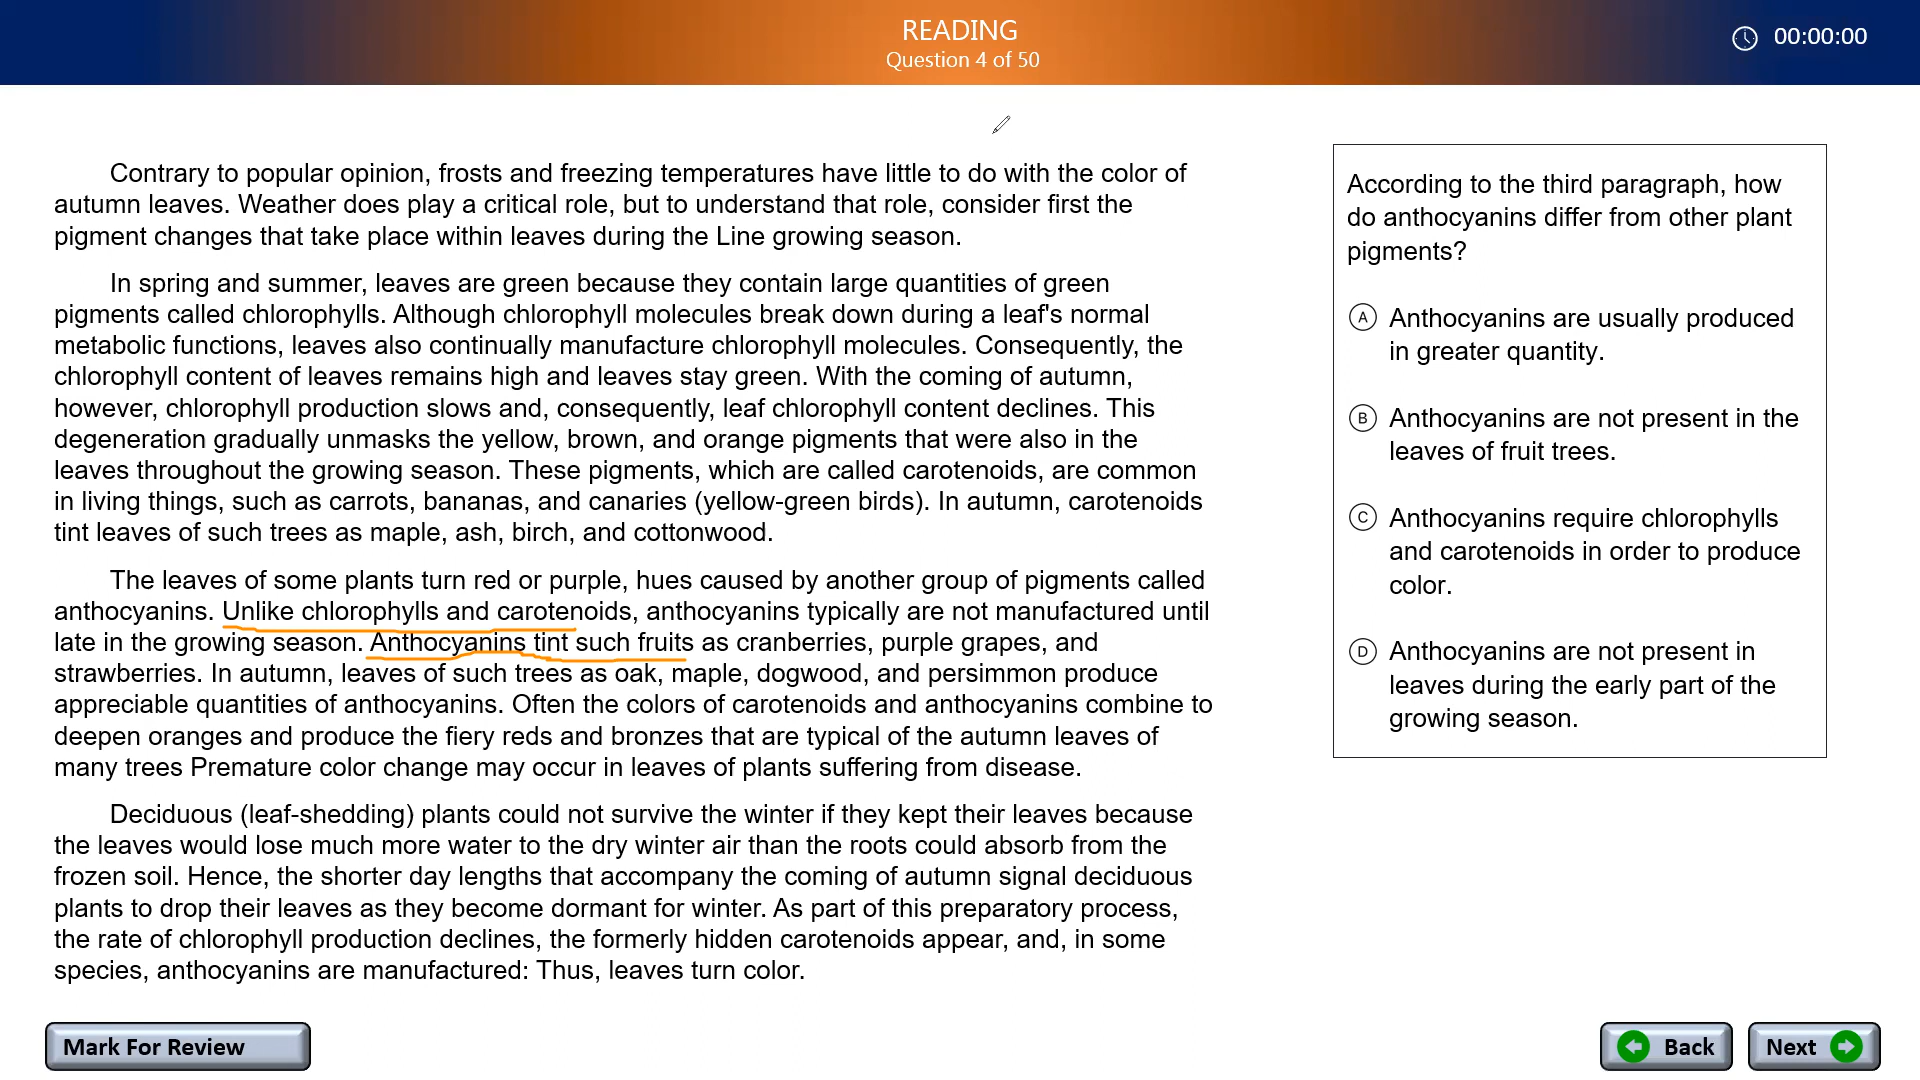 READING
Question 4 of 50
00:00:00
Contrary to popular opinion, frosts and freezing temperatures have little to do with the color of
autumn leaves. Weather does play a critical role, but to understand that role, consider first the
pigment changes that take place within leaves during the Line growing season.
In spring and summer, leaves are green because they contain large quantities of green
pigments called chlorophylls. Although chlorophyll molecules break down during a leaf's normal
metabolic functions, leaves also continually manufacture chlorophyll molecules. Consequently, the
chlorophyll content of leaves remains high and leaves stay green. With the coming of autumn,
however, chlorophyll production slows and, consequently, leaf chlorophyll content declines. This
degeneration gradually unmasks the yellow, brown, and orange pigments that were also in the
leaves throughout the growing season. These pigments, which are called carotenoids, are common
in living things, such as carrots, bananas, and canaries (yellow-green birds). In autumn, carotenoids
tint leaves of such trees as maple, ash, birch, and cottonwood.
The leaves of some plants turn red or purple, hues caused by another group of pigments called
anthocyanins. Unlike chlorophylls and carotenoids, anthocyanins typically are not manufactured until
late in the growing season. Anthocyanins tint such fruits as cranberries, purple grapes, and
strawberries. In autumn, leaves of such trees as oak, maple, dogwood, and persimmon produce
appreciable quantities of anthocyanins. Often the colors of carotenoids and anthocyanins combine to
deepen oranges and produce the fiery reds and bronzes that are typical of the autumn leaves of
many trees Premature color change may occur in leaves of plants suffering from disease.
Deciduous (leaf-shedding) plants could not survive the winter if they kept their leaves because
the leaves would lose much more water to the dry winter air than the roots could absorb from the
frozen soil. Hence, the shorter day lengths that accompany the coming of autumn signal deciduous
plants to drop their leaves as they become dormant for winter. As part of this preparatory process,
the rate of chlorophyll production declines, the formerly hidden carotenoids appear, and, in some
species, anthocyanins are manufactured: Thus, leaves turn color.
According to the third paragraph, how
do anthocyanins differ from other plant
pigments?
A Anthocyanins are usually produced
in greater quantity.
B Anthocyanins are not present in the
leaves of fruit trees.
C Anthocyanins require chlorophylls
and carotenoids in order to produce
color.
D Anthocyanins are not present in
leaves during the early part of the
growing season.
Mark For Review
Back
Next